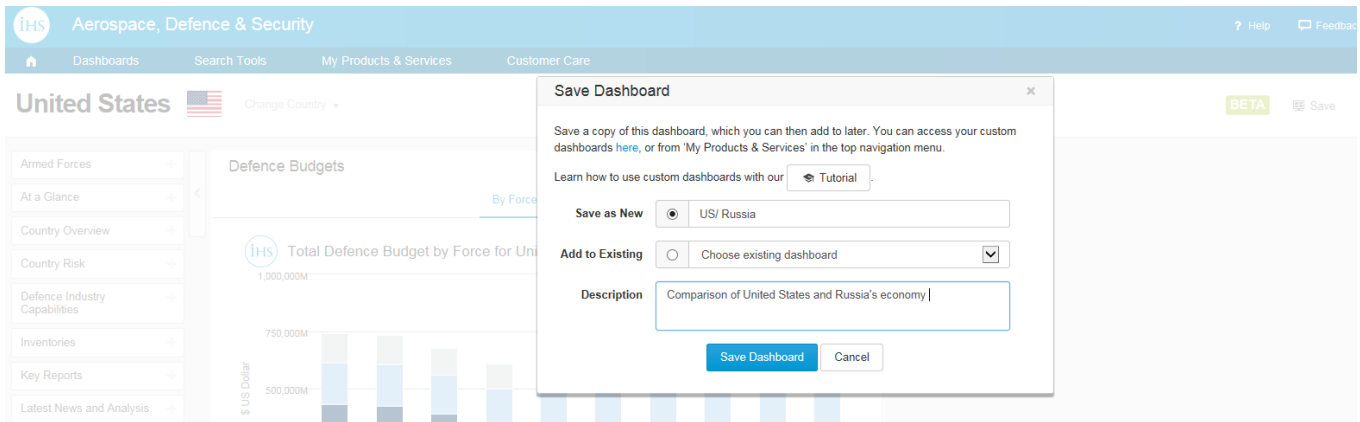 IHS Aerospace, Defence & Security ? Help Feedbac
Dashboards Search Tools My Products & Services Customer Care
United States Change Country BETA Save
Armed Forces
At a Glance
Country Overview
Country Risk
Defence Industry
Capabilities
Inventories
Key Reports
Latest News and Analysis
Defence Budgets
By Force
IHS Total Defence Budget by Force for Uni
1,000,000M
750,000M
500,000M
$ US Dollar
Save Dashboard ×
Save a copy of this dashboard, which you can then add to later. You can access your custom
dashboards here, or from 'My Products & Services' in the top navigation menu.
Learn how to use custom dashboards with our Tutorial .
Save as New US/ Russia
Add to Existing Choose existing dashboard
Description Comparison of United States and Russia's economy
Save Dashboard Cancel